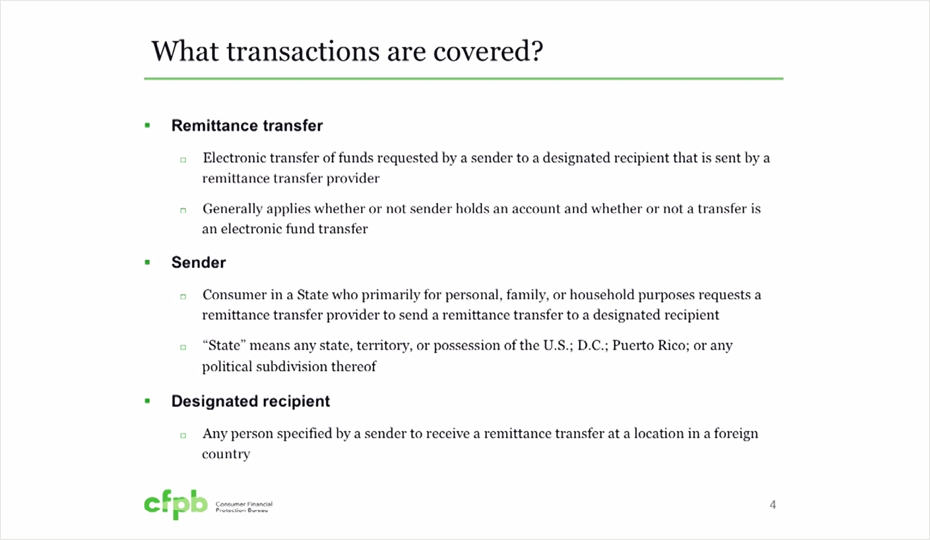 What transactions are covered?
Remittance transfer
Electronic transfer of funds requested by a sender to a designated recipient that is sent by a
remittance transfer provider
Generally applies whether or not sender holds an account and whether or not a transfer is
an electronic fund transfer
Sender
Consumer in a State who primarily for personal, family, or household purposes requests a
remittance transfer provider to send a remittance transfer to a designated recipient
“State” means any state, territory, or possession of the U.S.; D.C.; Puerto Rico; or any
political subdivision thereof
Designated recipient
Any person specified by a sender to receive a remittance transfer at a location in a foreign
country
cfpb
Consumer Financial
Protection Bureau
4